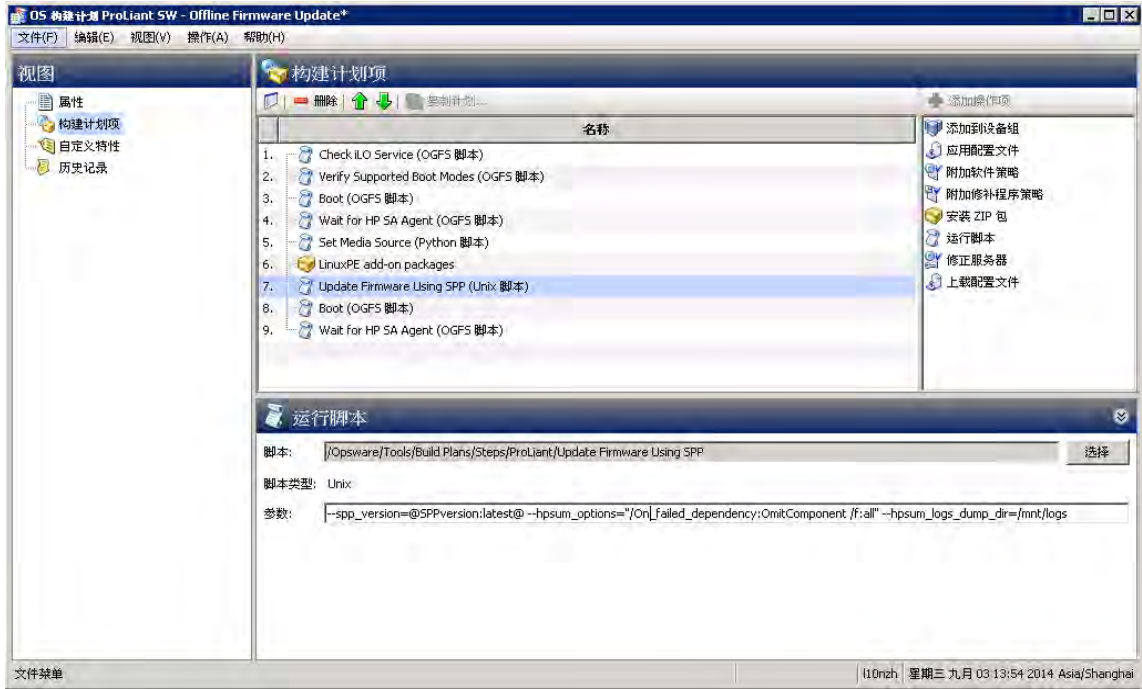 OS 构建计划 ProLiant SW - Offline Firmware Update*
文件(F) 编辑(E) 视图(V) 操作(A) 帮助(H)
视图
属性
构建计划项
自定义特性
历史记录
构建计划项
删除 复制计划...
名称
1. Check iLO Service (OGFS 脚本)
2. Verify Supported Boot Modes (OGFS 脚本)
3. Boot (OGFS 脚本)
4. Wait for HP SA Agent (OGFS 脚本)
5. Set Media Source (Python 脚本)
6. LinuxPE add-on packages
7. Update Firmware Using SPP (Unix 脚本)
8. Boot (OGFS 脚本)
9. Wait for HP SA Agent (OGFS 脚本)
添加操作项
添加到设备组
应用配置文件
附加软件策略
附加修补程序策略
安装 ZIP 包
运行脚本
修正服务器
上载配置文件
运行脚本
脚本: /Opsware/Tools/Build Plans/Steps/ProLiant/Update Firmware Using SPP 选择
脚本类型: Unix
参数: --spp_version=@SPPversion:latest@ --hpsum_options="/On_failed_dependency:OmitComponent /f:all" --hpsum_logs_dump_dir=/mnt/logs
文件菜单 l10nzh 星期三 九月 03 13:54 2014 Asia/Shanghai